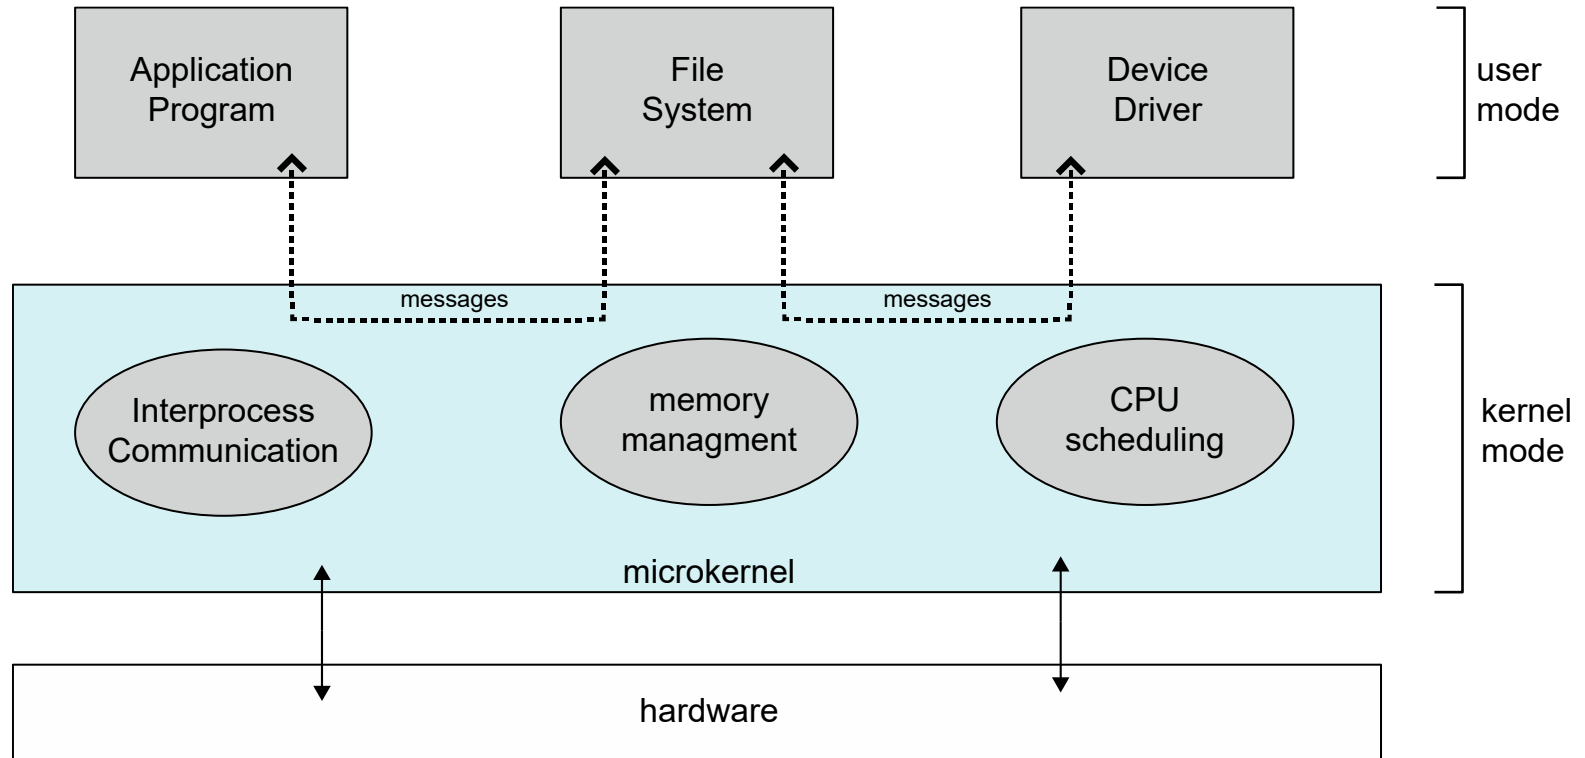 Application
Program
File
System
Device
Driver
user
mode
messages
messages
Interprocess
Communication
memory
managment
CPU
scheduling
kernel
mode
microkernel
hardware